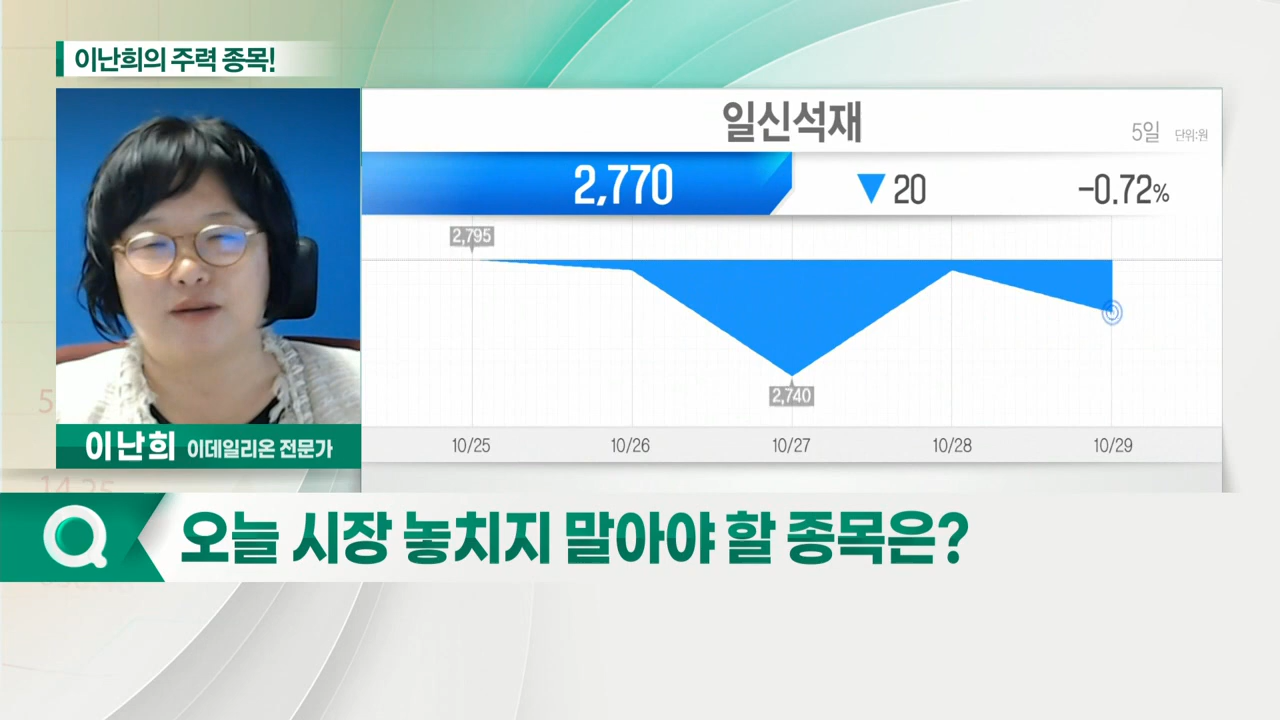 이난희의 주력 종목!
일신석재
5일 단위:원
2,770 ▼20 -0.72%
2,795
2,740
10/25 10/26 10/27 10/28 10/29
이난희 이데일리온 전문가
오늘 시장 놓치지 말아야 할 종목은?